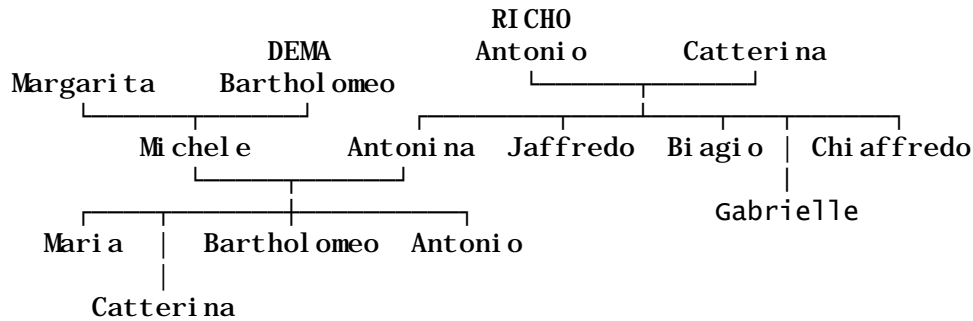 RICHO
DEMA Antonio Catterina
Margarita Bartholomeo
Michele Antonina Jaffredo Biagio Chiaffredo
Gabrielle
Maria Bartholomeo Antonio
Catterina